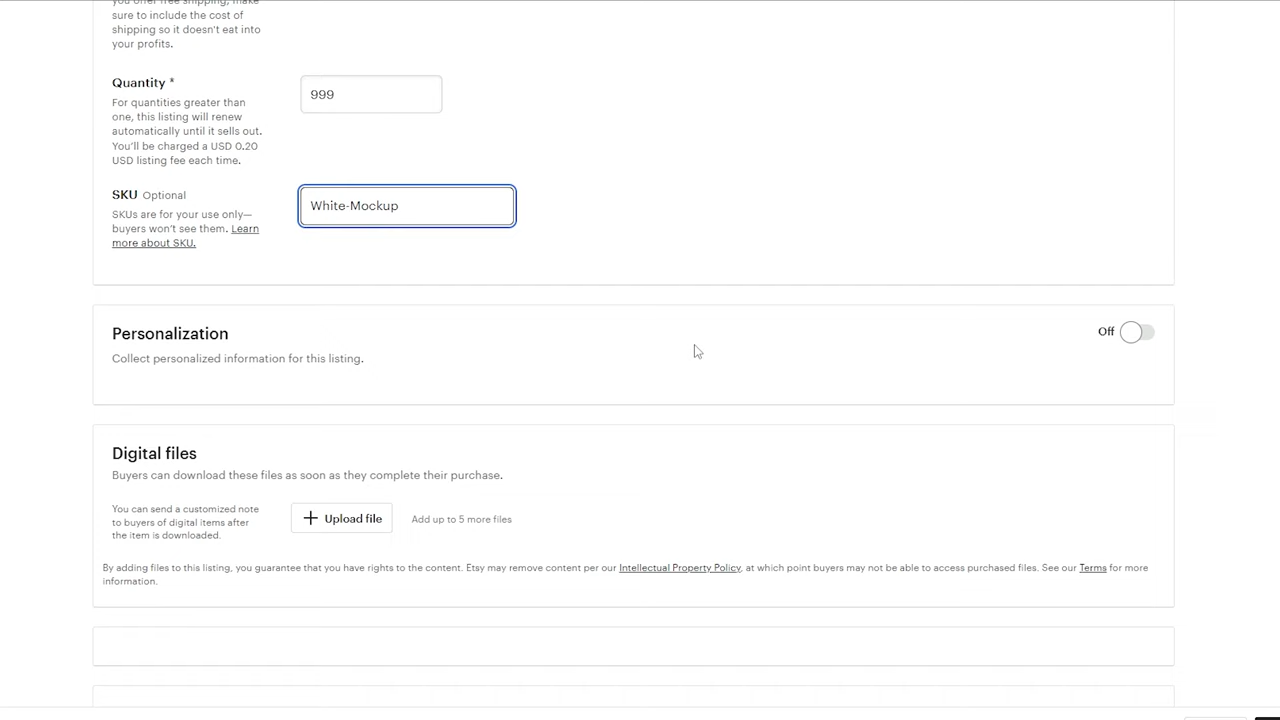 you offer free shipping, make
sure to include the cost of
shipping so it doesn't eat into
your profits.
Quantity *
999
For quantities greater than
one, this listing will renew
automatically until it sells out.
You'll be charged a USD 0.20
USD listing fee each time.
SKU Optional
White-Mockup
SKUs are for your use only—
buyers won't see them. Learn
more about SKU.
Personalization
Off
Collect personalized information for this listing.
Digital files
Buyers can download these files as soon as they complete their purchase.
You can send a customized note
to buyers of digital items after
the item is downloaded.
Upload file
Add up to 5 more files
By adding files to this listing, you guarantee that you have rights to the content. Etsy may remove content per our Intellectual Property Policy, at which point buyers may not be able to access purchased files. See our Terms for more
information.